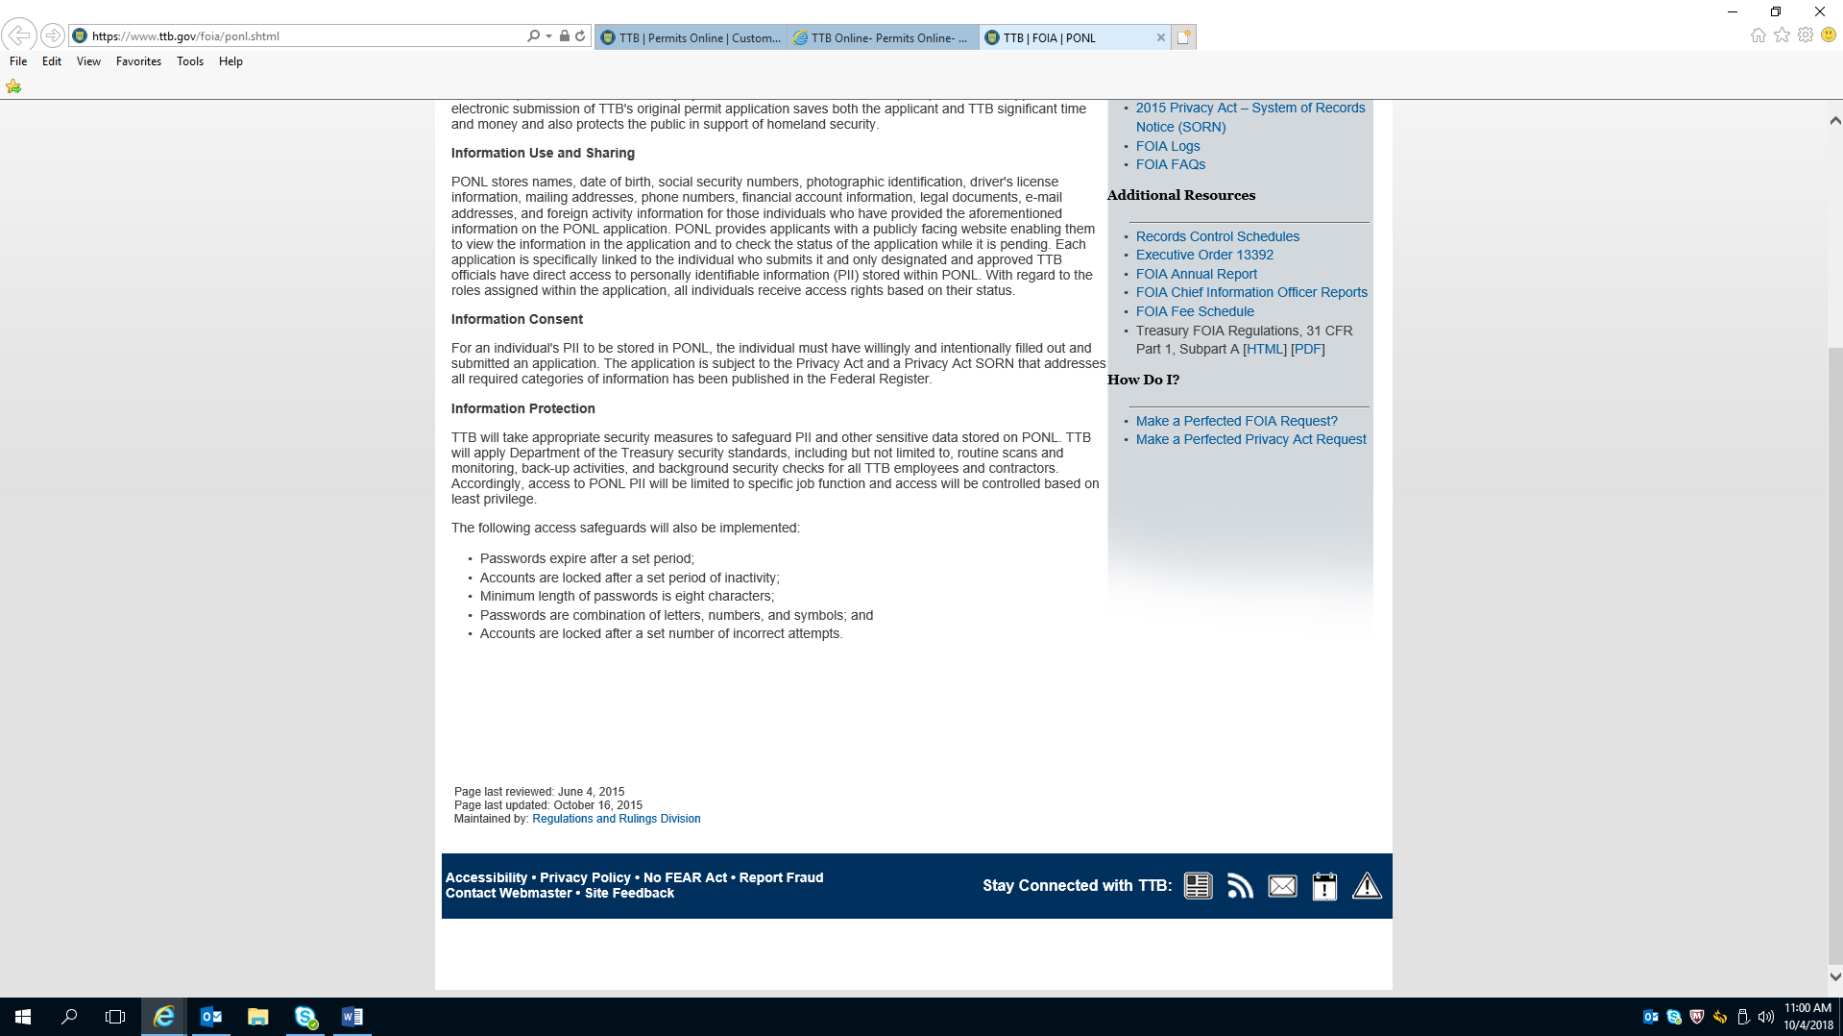 https://www.ttb.gov/foia/ponl.shtml
TTB | Permits Online | Custom...
TTB Online- Permits Online- ...
TTB | FOIA | PONL
File Edit View Favorites Tools Help
electronic submission of TTB's original permit application saves both the applicant and TTB significant time
and money and also protects the public in support of homeland security.
Information Use and Sharing
PONL stores names, date of birth, social security numbers, photographic identification, driver's license
information, mailing addresses, phone numbers, financial account information, legal documents, e-mail
addresses, and foreign activity information for those individuals who have provided the aforementioned
information on the PONL application. PONL provides applicants with a publicly facing website enabling them
to view the information in the application and to check the status of the application while it is pending. Each
application is specifically linked to the individual who submits it and only designated and approved TTB
officials have direct access to personally identifiable information (PII) stored within PONL. With regard to the
roles assigned within the application, all individuals receive access rights based on their status.
Information Consent
For an individual's PII to be stored in PONL, the individual must have willingly and intentionally filled out and
submitted an application. The application is subject to the Privacy Act and a Privacy Act SORN that addresses
all required categories of information has been published in the Federal Register.
Information Protection
TTB will take appropriate security measures to safeguard PII and other sensitive data stored on PONL. TTB
will apply Department of the Treasury security standards, including but not limited to, routine scans and
monitoring, back-up activities, and background security checks for all TTB employees and contractors.
Accordingly, access to PONL PII will be limited to specific job function and access will be controlled based on
least privilege.
The following access safeguards will also be implemented:
• Passwords expire after a set period;
• Accounts are locked after a set period of inactivity;
• Minimum length of passwords is eight characters;
• Passwords are combination of letters, numbers, and symbols; and
• Accounts are locked after a set number of incorrect attempts.
• 2015 Privacy Act – System of Records
Notice (SORN)
• FOIA Logs
• FOIA FAQs
Additional Resources
• Records Control Schedules
• Executive Order 13392
• FOIA Annual Report
• FOIA Chief Information Officer Reports
• FOIA Fee Schedule
• Treasury FOIA Regulations, 31 CFR
Part 1, Subpart A [HTML] [PDF]
How Do I?
• Make a Perfected FOIA Request?
• Make a Perfected Privacy Act Request
Page last reviewed: June 4, 2015
Page last updated: October 16, 2015
Maintained by: Regulations and Rulings Division
Accessibility • Privacy Policy • No FEAR Act • Report Fraud
Contact Webmaster • Site Feedback
Stay Connected with TTB:
11:00 AM
10/4/2018